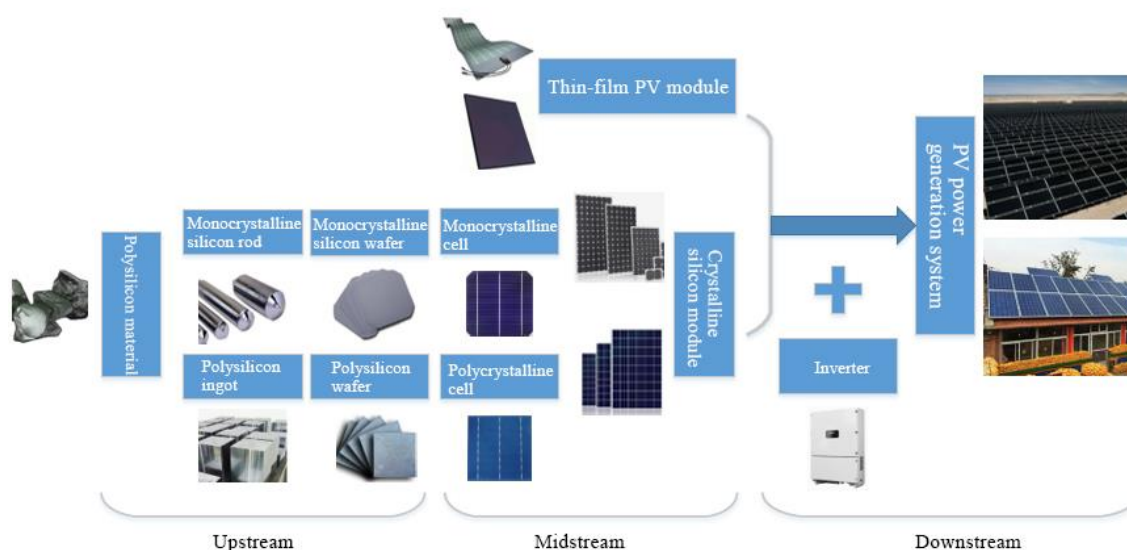 Thin-film PV module
PV power
generation system
Monocrystalline
silicon rod
Monocrystalline
silicon wafer
Monocrystalline
cell
Polysilicon material
Crystalline
silicon module
Polysilicon
ingot
Polysilicon
wafer
Polycrystalline
cell
Inverter
Upstream
Midstream
Downstream